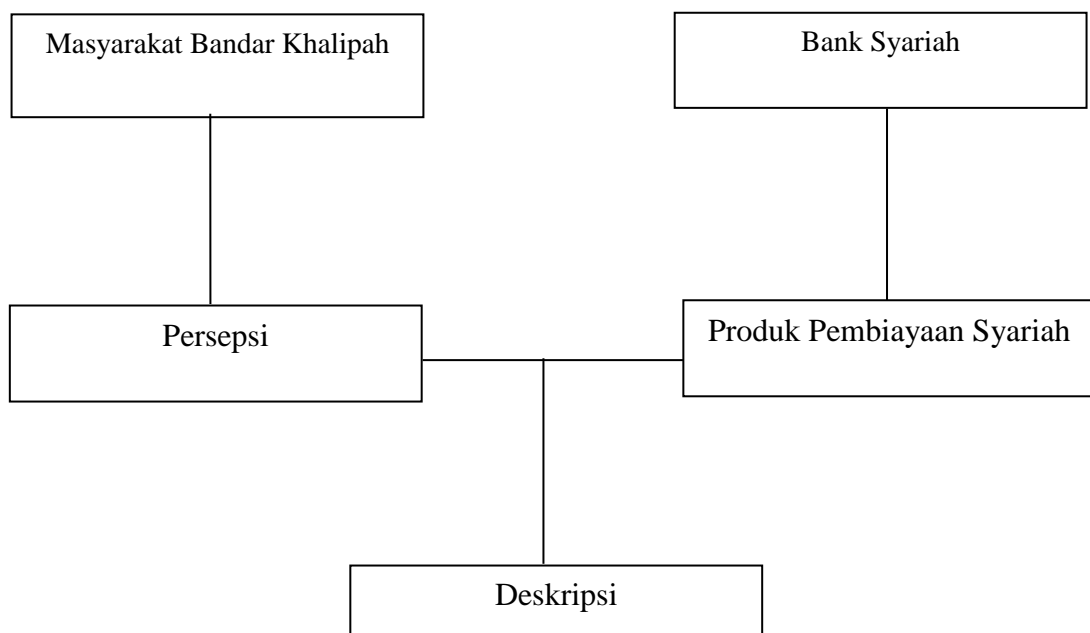 Masyarakat Bandar Khalipah
Bank Syariah
Persepsi
Produk Pembiayaan Syariah
Deskripsi